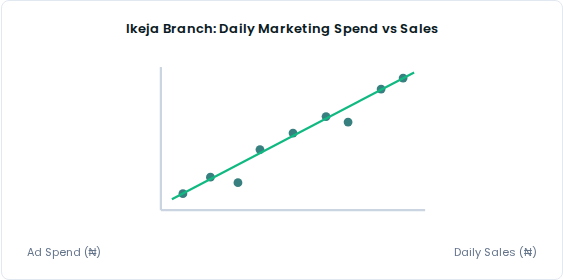 Ikeja Branch: Daily Marketing Spend vs Sales
Ad Spend (₦)
Daily Sales (₦)